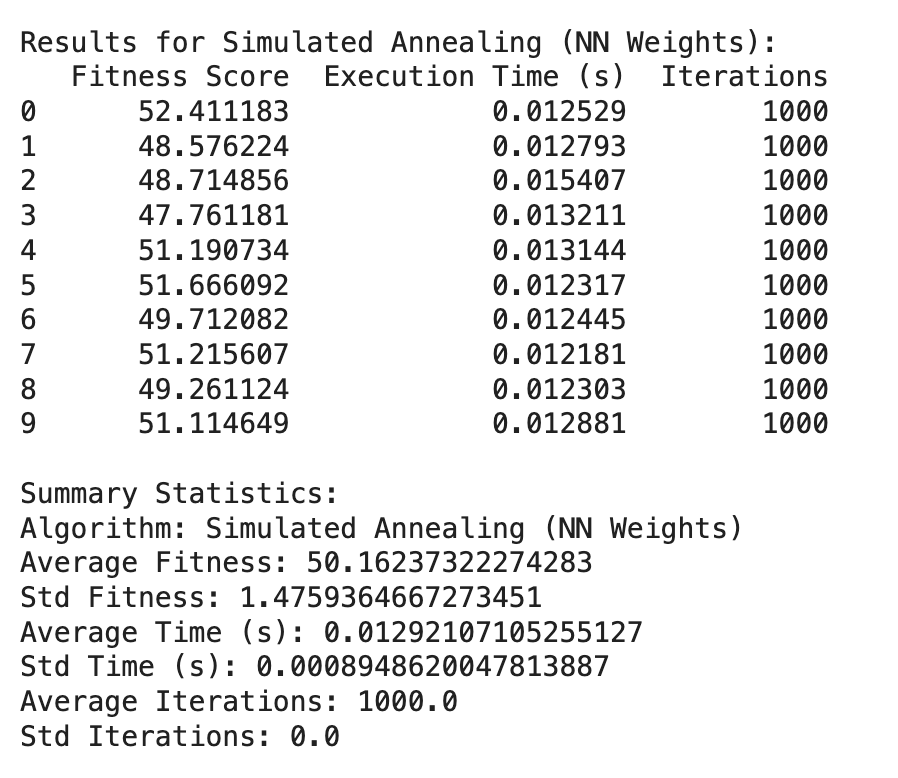 Results for Simulated Annealing (NN Weights):
   Fitness Score  Execution Time (s)  Iterations
0      52.411183            0.012529        1000
1      48.576224            0.012793        1000
2      48.714856            0.015407        1000
3      47.761181            0.013211        1000
4      51.190734            0.013144        1000
5      51.666092            0.012317        1000
6      49.712082            0.012445        1000
7      51.215607            0.012181        1000
8      49.261124            0.012303        1000
9      51.114649            0.012881        1000

Summary Statistics:
Algorithm: Simulated Annealing (NN Weights)
Average Fitness: 50.16237322274283
Std Fitness: 1.4759364667273451
Average Time (s): 0.01292107105255127
Std Time (s): 0.0008948620047813887
Average Iterations: 1000.0
Std Iterations: 0.0